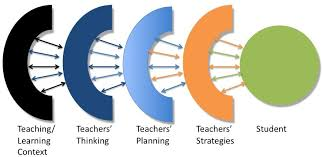 Teaching/
Learning
Context
Teachers'
Thinking
Teachers'
Planning
Teachers'
Strategies
Student